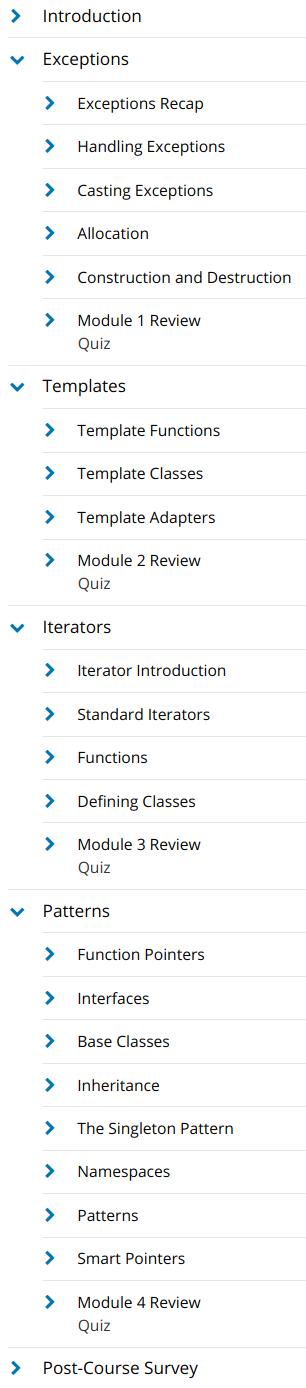 Introduction
Exceptions
Exceptions Recap
Handling Exceptions
Casting Exceptions
Allocation
Construction and Destruction
Module 1 Review
Quiz
Templates
Template Functions
Template Classes
Template Adapters
Module 2 Review
Quiz
Iterators
Iterator Introduction
Standard Iterators
Functions
Defining Classes
Module 3 Review
Quiz
Patterns
Function Pointers
Interfaces
Base Classes
Inheritance
The Singleton Pattern
Namespaces
Patterns
Smart Pointers
Module 4 Review
Quiz
Post-Course Survey